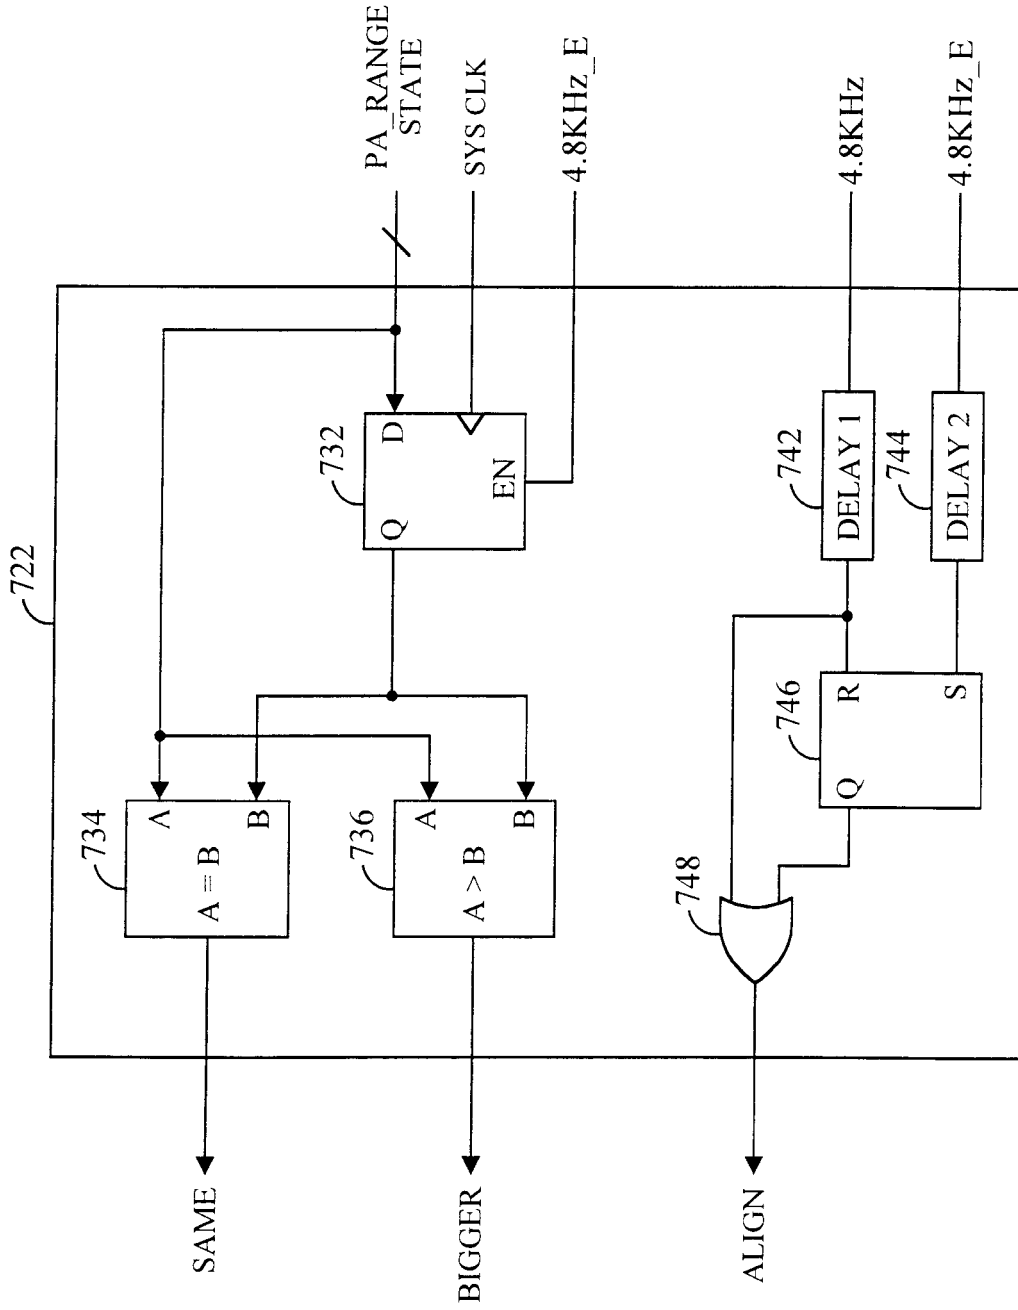 722
PA_RANGE
STATE
SYS CLK
4.8KHz_E
732
D
Q
EN
734
A
B
A = B
SAME
736
A
B
A > B
BIGGER
4.8KHz
4.8KHz_E
742
DELAY 1
744
DELAY 2
746
R
S
Q
748
ALIGN